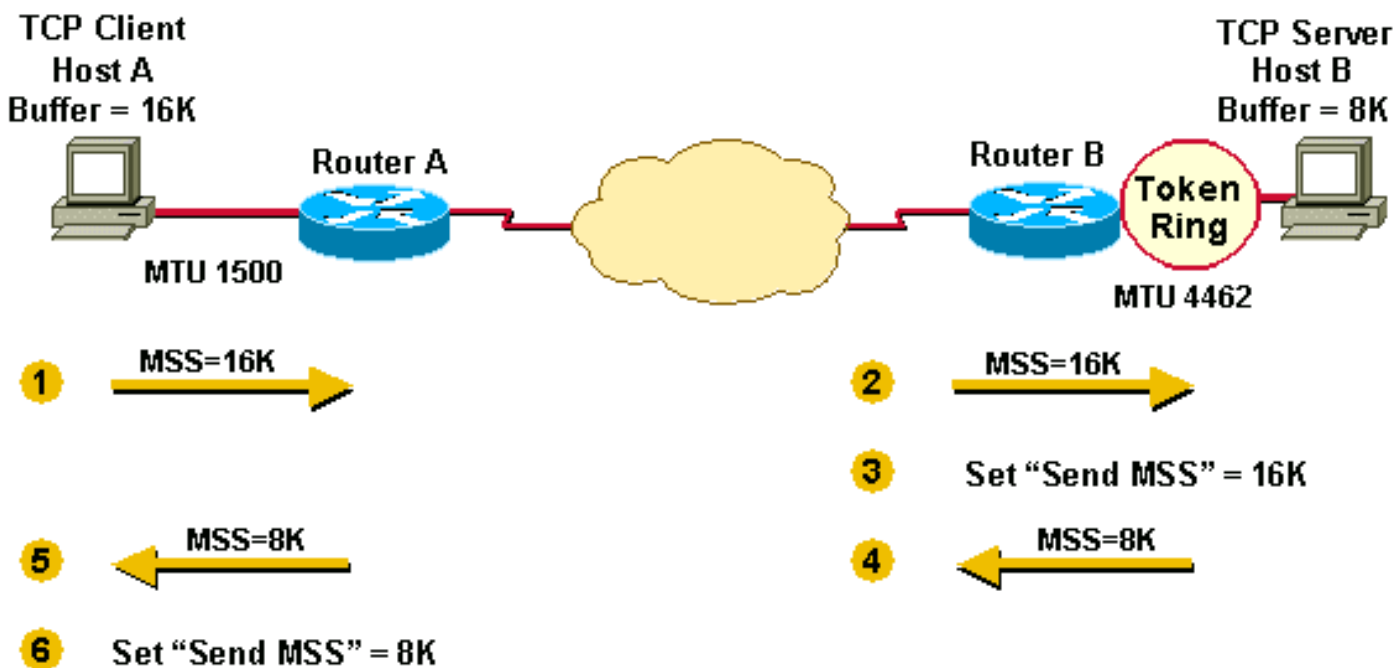 TCP Client
Host A
Buffer = 16K
TCP Server
Host B
Buffer = 8K
Router A
Router B
Token
Ring
MTU 1500
MTU 4462
1 MSS=16K
2 MSS=16K
3 Set “Send MSS” = 16K
5 MSS=8K
4 MSS=8K
6 Set “Send MSS” = 8K